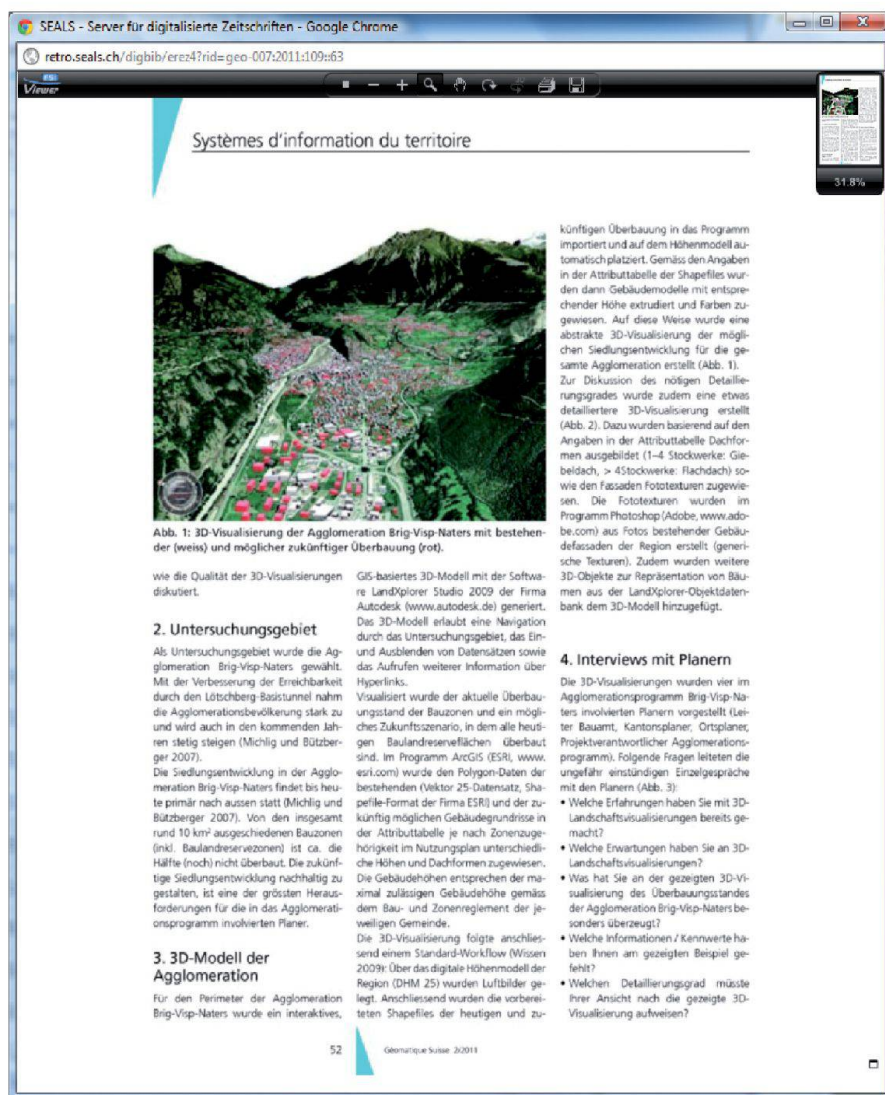 SEALS - Server für digitalisierte Zeitschriften - Google Chrome
retro.seals.ch/digbib/erez4?rid=geo-007:2011:109::63
FSI
Viewer
31.8%
Systèmes d'information du territoire
Abb. 1: 3D-Visualisierung der Agglomeration Brig-Visp-Naters mit bestehen-
der (weiss) und möglicher zukünftiger Überbauung (rot).
wie die Qualität der 3D-Visualisierungen
diskutiert.
2. Untersuchungsgebiet
Als Untersuchungsgebiet wurde die Ag-
glomeration Brig-Visp-Naters gewählt.
Mit der Verbesserung der Erreichbarkeit
durch den Lötschberg-Basistunnel nahm
die Agglomerationsbevölkerung stark zu
und wird auch in den kommenden Jah-
ren stetig steigen (Michlig und Bützber-
ger 2007).
Die Siedlungsentwicklung in der Agglo-
meration Brig-Visp-Naters findet bis heu-
te primär nach aussen statt (Michlig und
Bützberger 2007). Von den insgesamt
rund 10 km² ausgeschiedenen Bauzonen
(inkl. Baulandreservezonen) ist ca. die
Hälfte (noch) nicht überbaut. Die zukünf-
tige Siedlungsentwicklung nachhaltig zu
gestalten, ist eine der grössten Heraus-
forderungen für die in das Agglomerati-
onsprogramm involvierten Planer.
3. 3D-Modell der
Agglomeration
Für den Perimeter der Agglomeration
Brig-Visp-Naters wurde ein interaktives,
GIS-basiertes 3D-Modell mit der Softwa-
re LandXplorer Studio 2009 der Firma
Autodesk (www.autodesk.de) generiert.
Das 3D-Modell erlaubt eine Navigation
durch das Untersuchungsgebiet, das Ein-
und Ausblenden von Datensätzen sowie
das Aufrufen weiterer Information über
Hyperlinks.
Visualisiert wurde der aktuelle Überbau-
ungsstand der Bauzonen und ein mögli-
ches Zukunftsszenario, in dem alle heuti-
gen Baulandreserveflächen überbaut
sind. Im Programm ArcGIS (ESRI, www.
esri.com) wurde den Polygon-Daten der
bestehenden (Vektor 25-Datensatz, Sha-
pefile-Format der Firma ESRI) und der zu-
künftig möglichen Gebäudegrundrisse in
der Attributtabelle je nach Zonenzuge-
hörigkeit im Nutzungsplan unterschiedli-
che Höhen und Dachformen zugewiesen.
Die Gebäudehöhen entsprechen der ma-
ximal zulässigen Gebäudehöhe gemäss
dem Bau- und Zonenreglement der je-
weiligen Gemeinde.
Die 3D-Visualisierung folgte anschlies-
send einem Standard-Workflow (Wissen
2009): Über das digitale Höhenmodell der
Region (DHM 25) wurden Luftbilder ge-
legt. Anschliessend wurden die vorberei-
teten Shapefiles der heutigen und zu-
künftigen Überbauung in das Programm
importiert und auf dem Höhenmodell au-
tomatisch platziert. Gemäss den Angaben
in der Attributtabelle der Shapefiles wur-
den dann Gebäudemodelle mit entspre-
chender Höhe extrudiert und Farben zu-
gewiesen. Auf diese Weise wurde eine
abstrakte 3D-Visualisierung der mögli-
chen Siedlungsentwicklung für die ge-
samte Agglomeration erstellt (Abb. 1).
Zur Diskussion des nötigen Detaillie-
rungsgrades wurde zudem eine etwas
detailliertere 3D-Visualisierung erstellt
(Abb. 2). Dazu wurden basierend auf den
Angaben in der Attributtabelle Dachfor-
men ausgebildet (1–4 Stockwerke: Gie-
beldach, > 4Stockwerke: Flachdach) so-
wie den Fassaden Fototexturen zugewie-
sen. Die Fototexturen wurden im
Programm Photoshop (Adobe, www.ado-
be.com) aus Fotos bestehender Gebäu-
defassaden der Region erstellt (generi-
sche Texturen). Zudem wurden weitere
3D-Objekte zur Repräsentation von Bäu-
men aus der LandXplorer-Objektdaten-
bank dem 3D-Modell hinzugefügt.
4. Interviews mit Planern
Die 3D-Visualisierungen wurden vier im
Agglomerationsprogramm Brig-Visp-Na-
ters involvierten Planern vorgestellt (Lei-
ter Bauamt, Kantonsplaner, Ortsplaner,
Projektverantwortlicher Agglomerations-
programm). Folgende Fragen leiteten die
ungefähr einstündigen Einzelgespräche
mit den Planern (Abb. 3):
• Welche Erfahrungen haben Sie mit 3D-
Landschaftsvisualisierungen bereits ge-
macht?
• Welche Erwartungen haben Sie an 3D-
Landschaftsvisualisierungen?
• Was hat Sie an der gezeigten 3D-Vi-
sualisierung des Überbauungsstandes
der Agglomeration Brig-Visp-Naters be-
sonders überzeugt?
• Welche Informationen / Kennwerte ha-
ben Ihnen am gezeigten Beispiel ge-
fehlt?
• Welchen Detaillierungsgrad müsste
Ihrer Ansicht nach die gezeigte 3D-
Visualisierung aufweisen?
52
Géomatique Suisse 2/2011